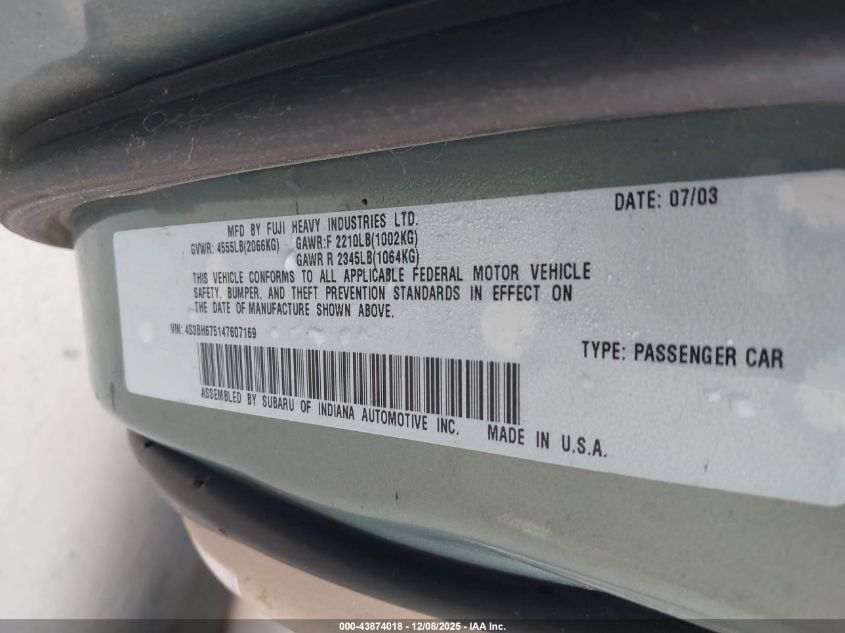 DATE: 07/03
MFD BY FUJI HEAVY INDUSTRIES LTD.
GVWR: 4555LB(2066KG) GAWR:F 2210LB(1002KG)
GAWR R 2345LB(1064KG)
THIS VEHICLE CONFORMS TO ALL APPLICABLE FEDERAL MOTOR VEHICLE
SAFETY, BUMPER, AND THEFT PREVENTION STANDARDS IN EFFECT ON
THE DATE OF MANUFACTURE SHOWN ABOVE.
VIN: 4S3BH675147607169
TYPE: PASSENGER CAR
ASSEMBLED BY SUBARU OF INDIANA AUTOMOTIVE INC.
MADE IN U.S.A.
000-43874018 - 12/08/2025 - IAA Inc.